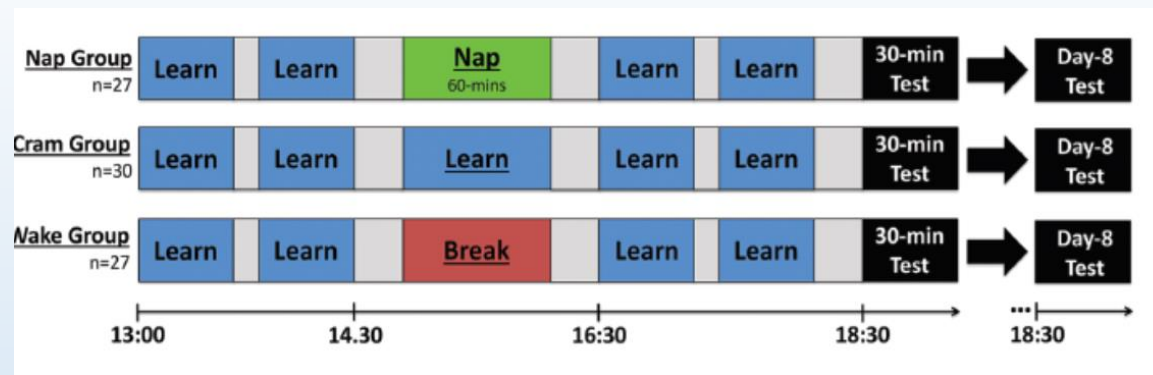 Nap Group
n=27
Learn
Learn
Nap
60-mins
Learn
Learn
30-min
Test
Day-8
Test
Cram Group
n=30
Learn
Learn
Learn
Learn
Learn
30-min
Test
Day-8
Test
Wake Group
n=27
Learn
Learn
Break
Learn
Learn
30-min
Test
Day-8
Test
13:00
14.30
16:30
18:30
...
18:30